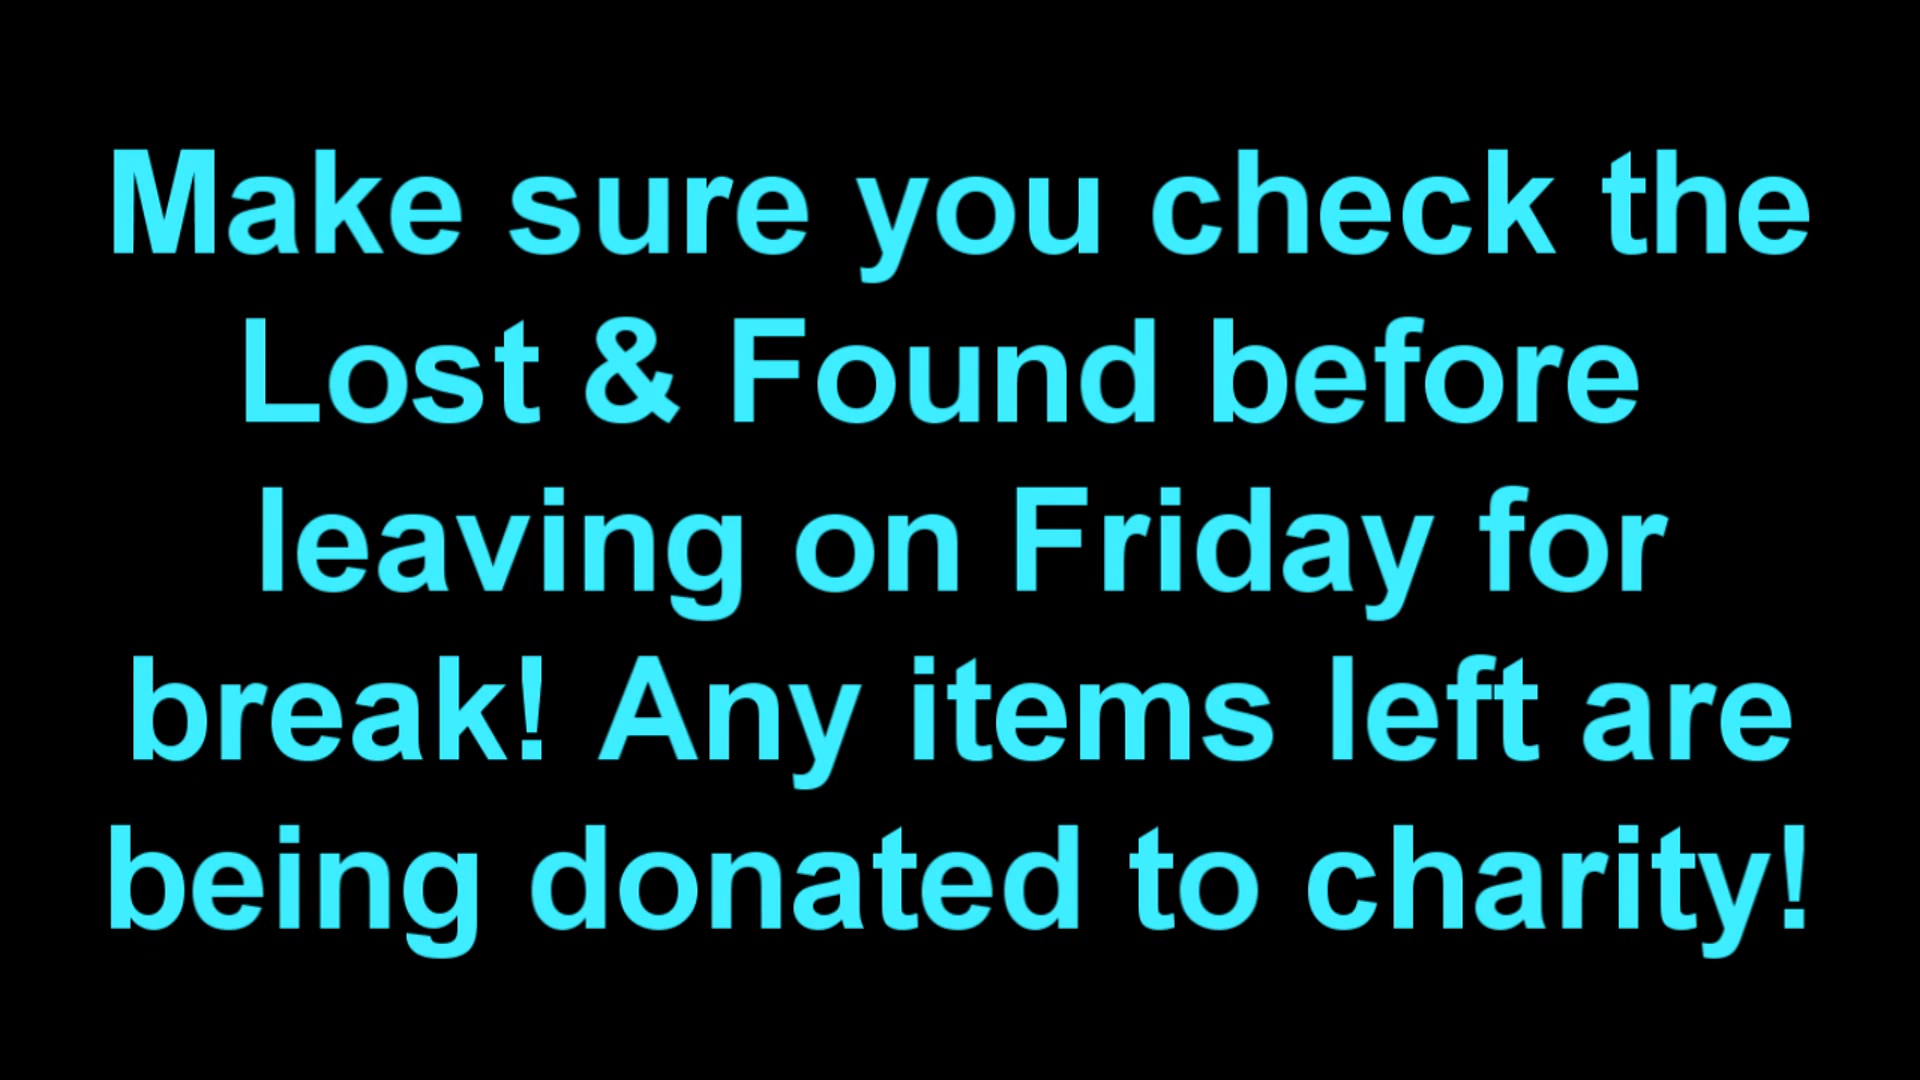 Make sure you check the
Lost & Found before
leaving on Friday for
break! Any items left are
being donated to charity!